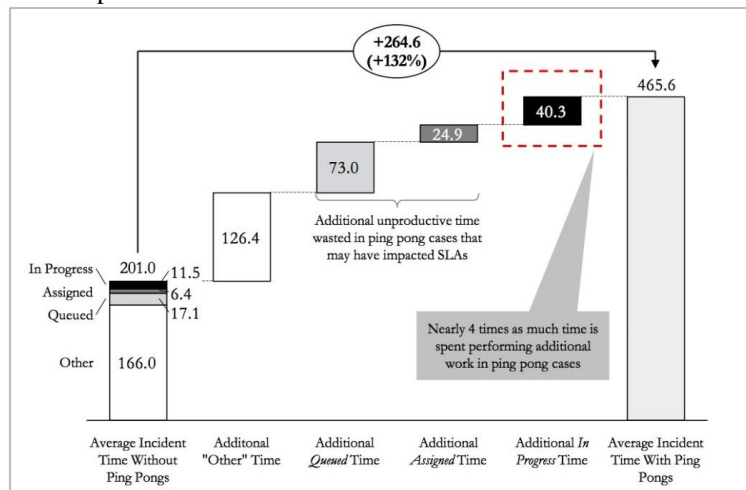 +264.6
(+132%)
465.6
40.3
24.9
73.0
126.4
Additional unproductive time
wasted in ping pong cases that
may have impacted SLAs
201.0
In Progress
11.5
Assigned
6.4
Queued
17.1
Other
166.0
Nearly 4 times as much time is
spent performing additional
work in ping pong cases
Average Incident
Time Without
Ping Pongs
Additonal
"Other" Time
Additional
Queued Time
Additional
Assigned Time
Additional In
Progress Time
Average Incident
Time With Ping
Pongs